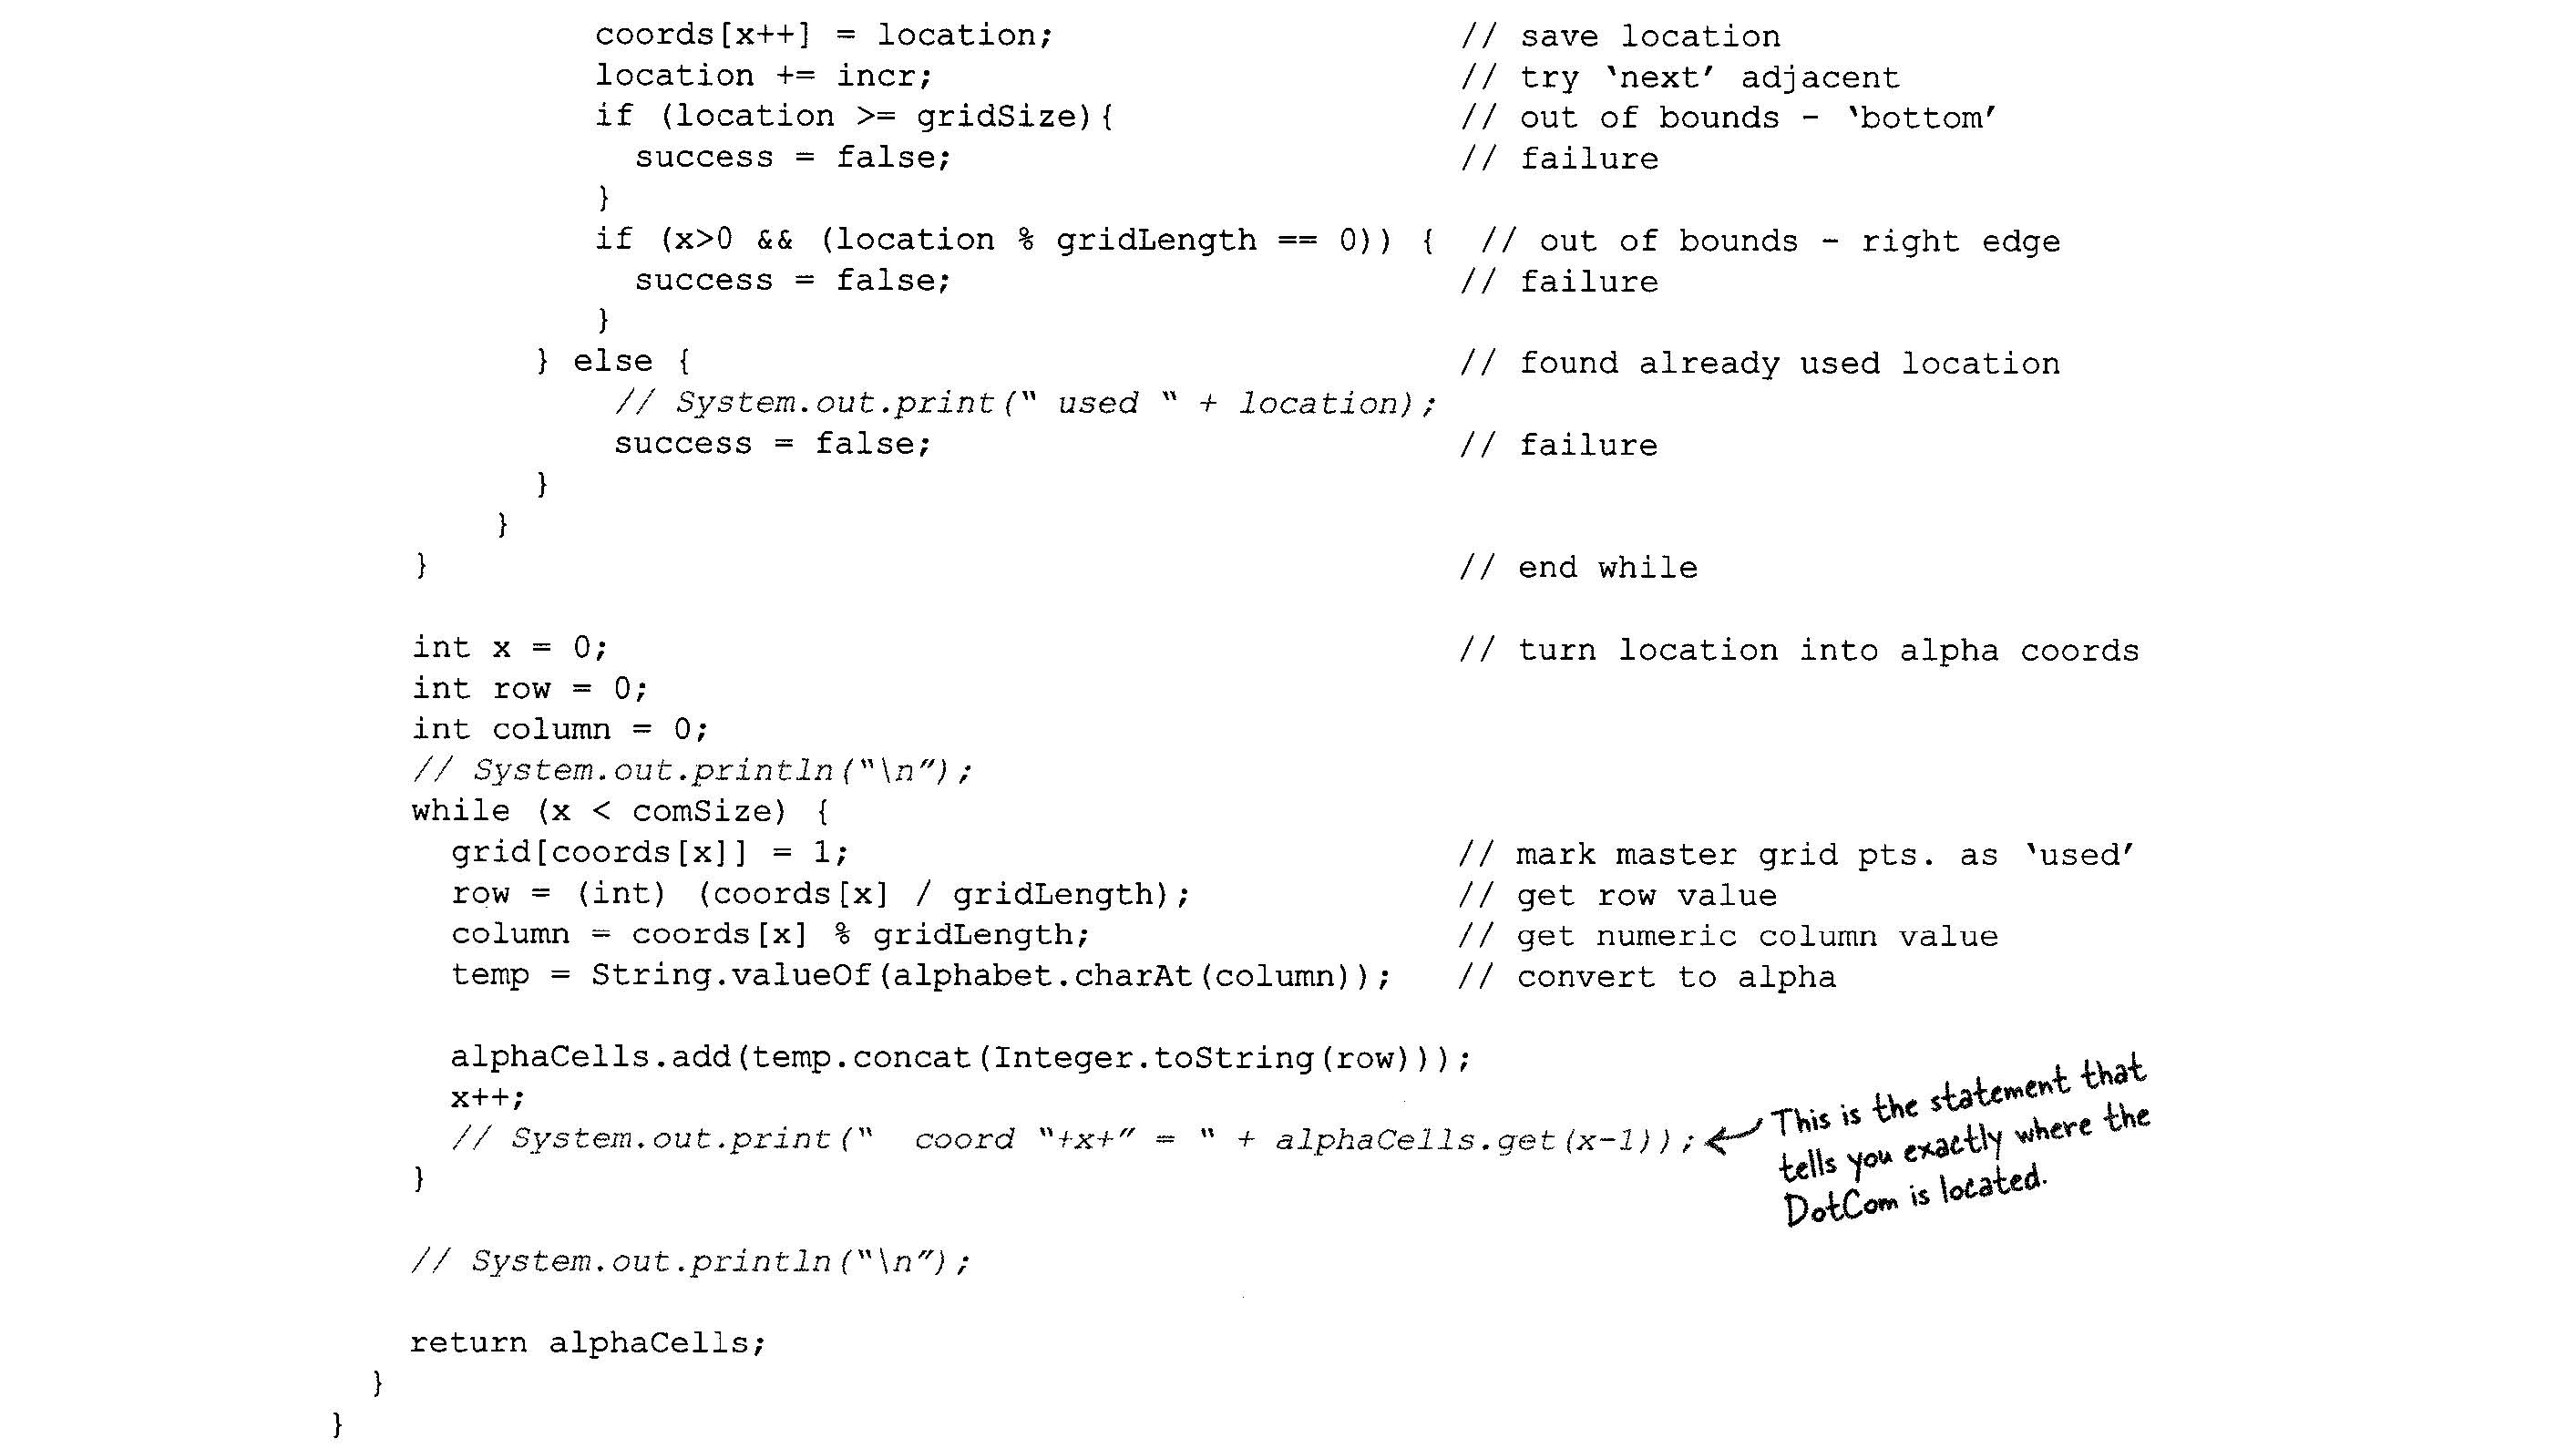 coords[x++] = location;                    // save location
location += incr;                          // try ‘next’ adjacent
if (location >= gridSize){                 // out of bounds - ‘bottom’
success = false;                         // failure
}
if (x>0 && (location % gridLength == 0)) {  // out of bounds - right edge
success = false;                         // failure
}
} else {                                      // found already used location
// System.out.print(“ used “ + location);
success = false;                          // failure
}
}
}                                                   // end while
int x = 0;                                          // turn location into alpha coords
int row = 0;
int column = 0;
// System.out.println(“\n”);
while (x < comSize) {
grid[coords[x]] = 1;                              // mark master grid pts. as ‘used’
row = (int) (coords[x] / gridLength);             // get row value
column = coords[x] % gridLength;                  // get numeric column value
temp = String.valueOf(alphabet.charAt(column));   // convert to alpha
alphaCells.add(temp.concat(Integer.toString(row)));
x++;
// System.out.print(“  coord “+x+” = “ + alphaCells.get(x-1));
This is the statement that
tells you exactly where the
DotCom is located.
}
// System.out.println(“\n”);
return alphaCells;
}
}